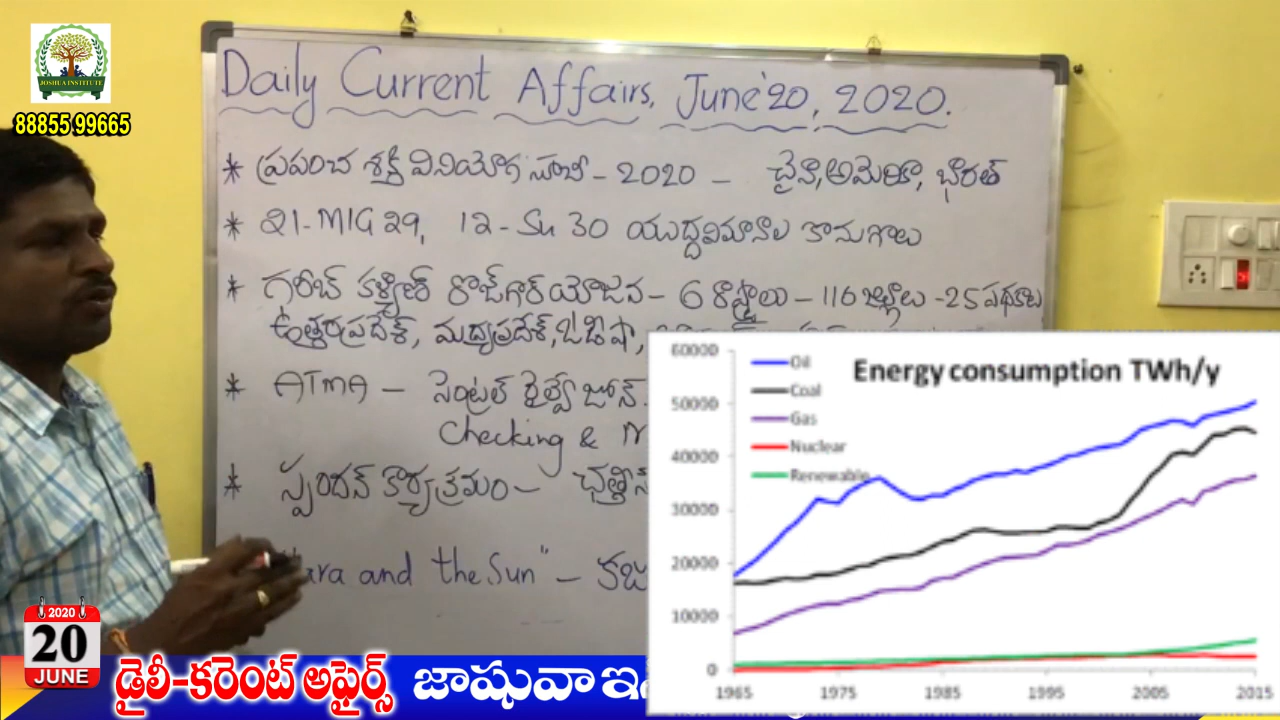 JOSHUA INSTITUTE
88855 99665
Daily Current Affairs, June'20, 2020.
* ప్రపంచ శక్తి వినియోగ సూచీ - 2020 - చైనా, అమెరికా, భారత్
* 21-MIG 29, 12-Su 30 యుద్ధవిమానాల కొనుగోలు
* గరీబ్ కళ్యాణ్ రోజ్‌గార్ యోజన - 6 రాష్ట్రాలు - 116 జిల్లాలు - 25 పథకాలు
ఉత్తరప్రదేశ్, మధ్యప్రదేశ్, ఒడిషా,
* ATMA - సెంట్రల్ రైల్వే జోన్.
Checking &
* స్పందన్ కార్యక్రమం -
and the Sun" -
Energy consumption TWh/y
Oil
Coal
Gas
Nuclear
Renewable
60000
50000
40000
30000
20000
10000
0
1965 1975 1985 1995 2005 2015
2020
20
JUNE
డైలీ-కరెంట్ అఫైర్స్ జాషువా